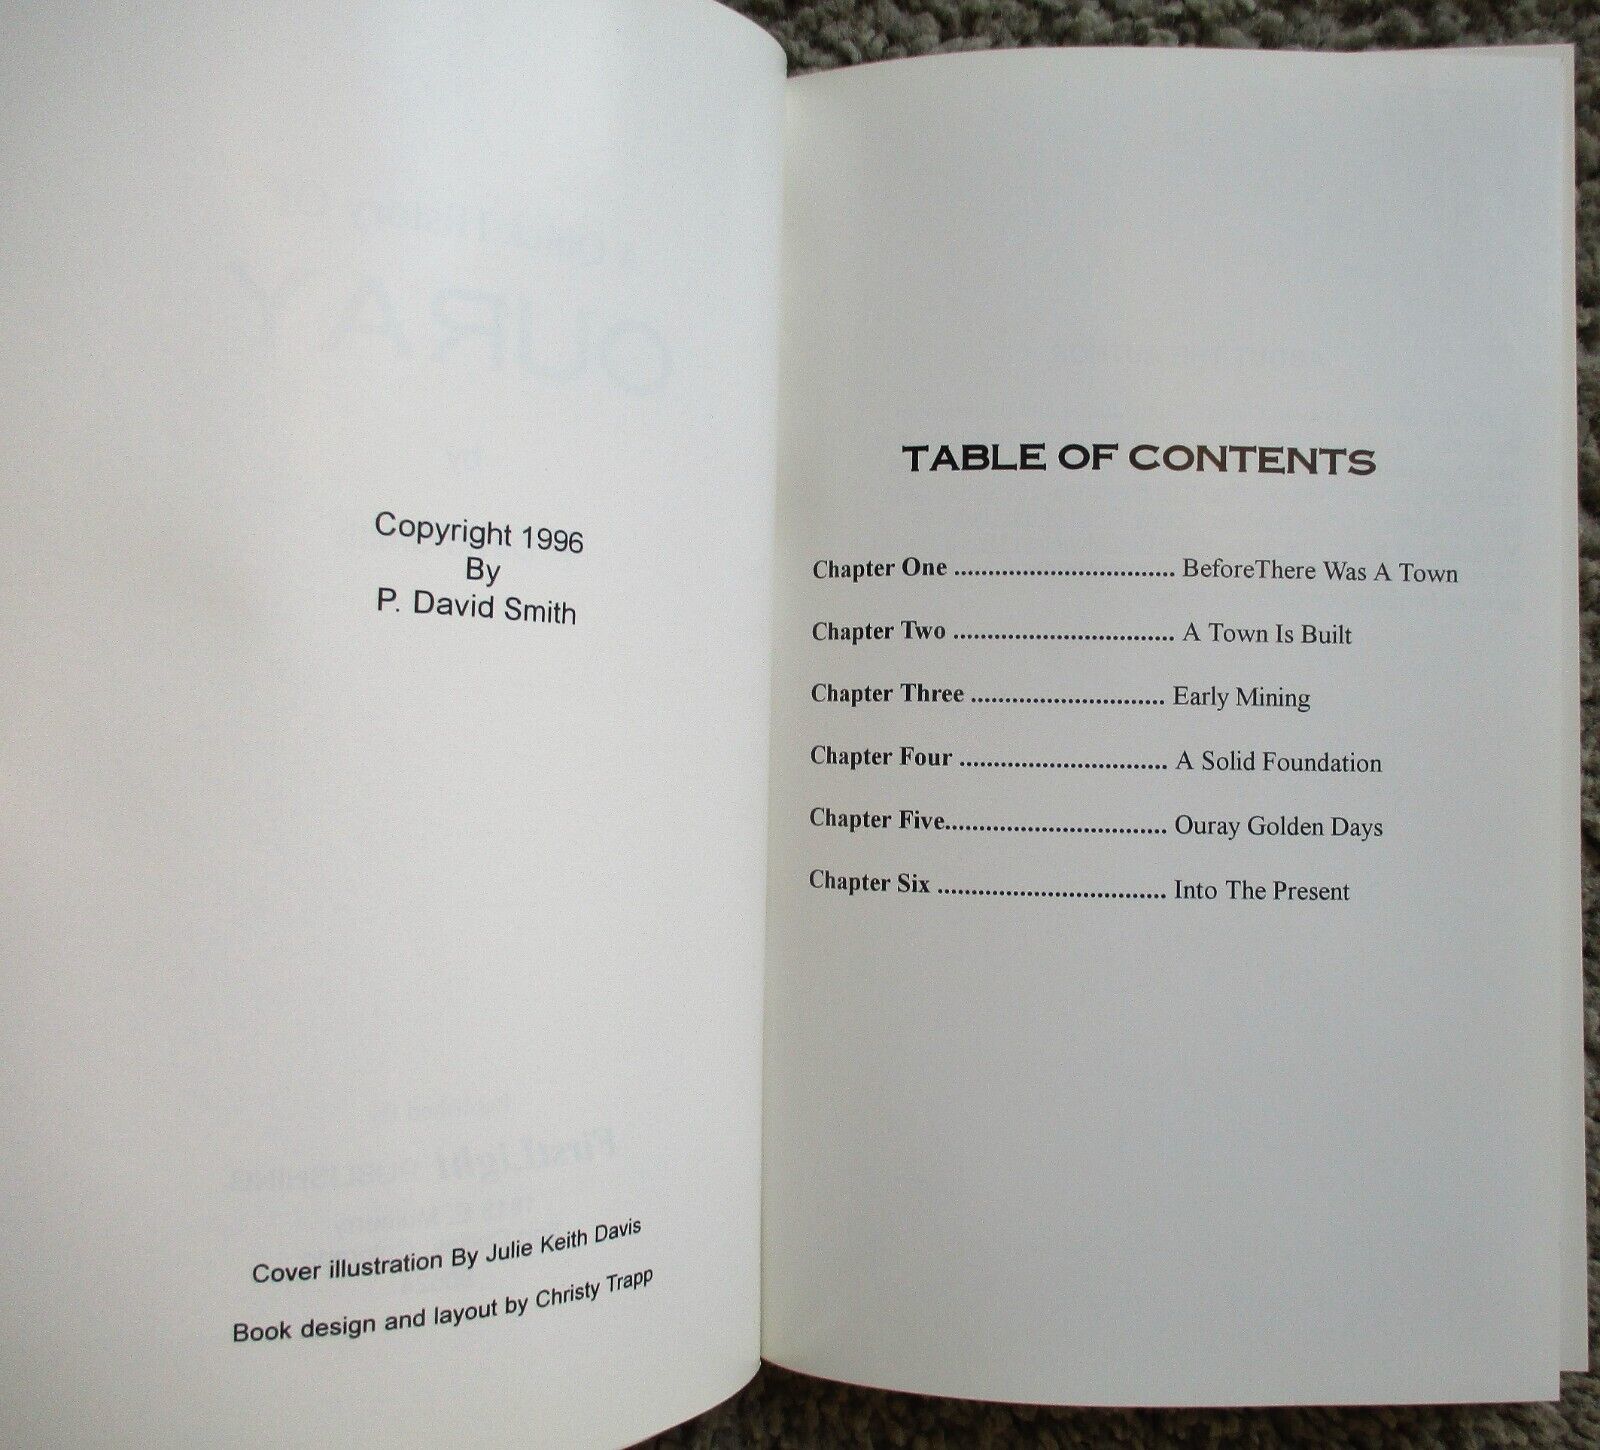 Copyright 1996
By
P. David Smith
Cover illustration By Julie Keith Davis
Book design and layout by Christy Trapp
TABLE OF CONTENTS
Chapter One ................................. BeforeThere Was A Town
Chapter Two ................................. A Town Is Built
Chapter Three ............................. Early Mining
Chapter Four ............................... A Solid Foundation
Chapter Five................................. Ouray Golden Days
Chapter Six .................................. Into The Present
OURAY
FirstLight